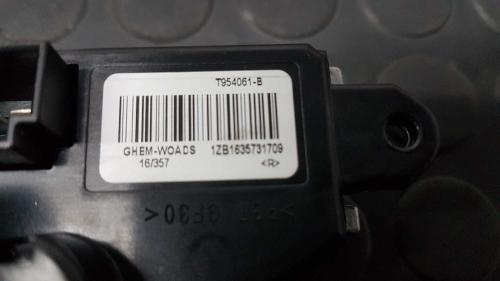 T954061-B
GHEM-WOADS 1ZB1635731709
16/357 <R>